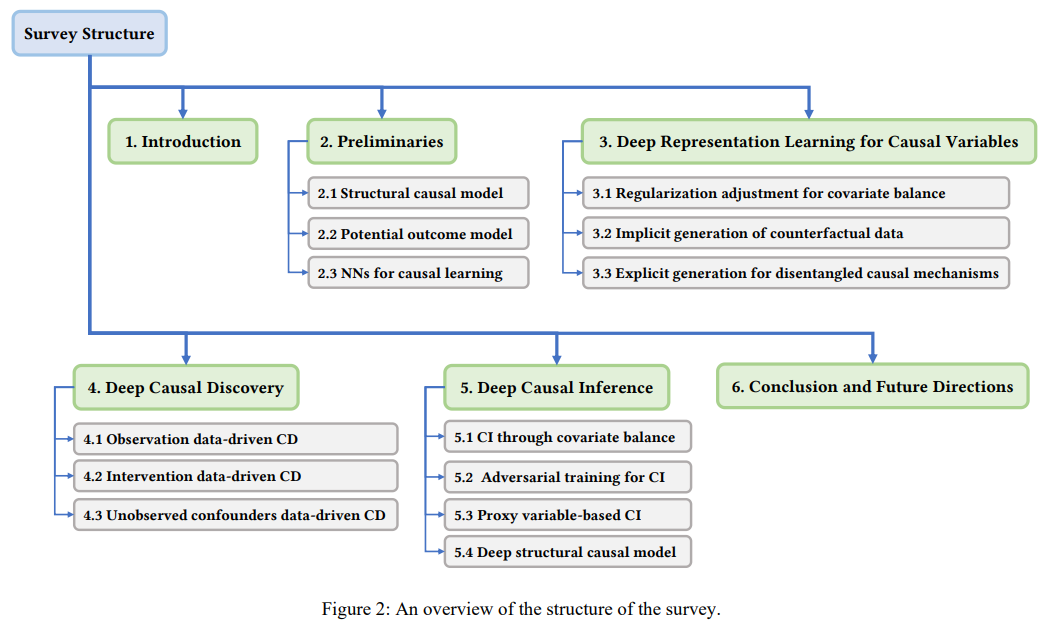 Survey Structure
1. Introduction
2. Preliminaries
2.1 Structural causal model
2.2 Potential outcome model
2.3 NNs for causal learning
3. Deep Representation Learning for Causal Variables
3.1 Regularization adjustment for covariate balance
3.2 Implicit generation of counterfactual data
3.3 Explicit generation for disentangled causal mechanisms
4. Deep Causal Discovery
4.1 Observation data-driven CD
4.2 Intervention data-driven CD
4.3 Unobserved confounders data-driven CD
5. Deep Causal Inference
5.1 CI through covariate balance
5.2 Adversarial training for CI
5.3 Proxy variable-based CI
5.4 Deep structural causal model
6. Conclusion and Future Directions
Figure 2: An overview of the structure of the survey.